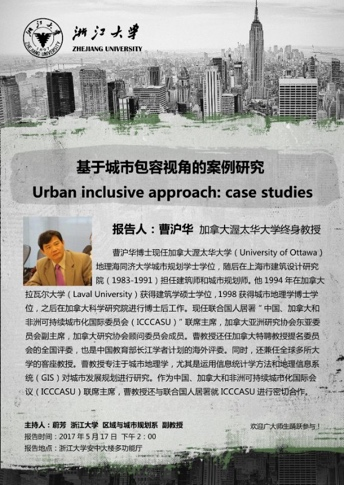 浙江大学
ZHEJIANG UNIVERSITY
基于城市包容视角的案例研究
Urban inclusive approach: case studies
报告人：曹沪华 加拿大渥太华大学终身教授
曹沪华博士现任加拿大渥太华大学（University of Ottawa）
地理海同济大学城市规划学士学位，随后在上海市建筑设计研究
院（1983-1991）担任建筑师和城市规划师。他 1994 年在加拿大
拉瓦尔大学（Laval University）获得建筑学硕士学位，1998 获得城市地理学博士学
位，之后在加拿大科学研究院进行博士后工作。现任联合国人居署“ 中国、加拿大和
非洲可持续城市化国际委员会（ICCCASU）”联席主席，加拿大亚洲研究协会东亚委
员会副主席，加拿大研究协会顾问委员会成员。曹教授还任加拿大特聘教授提名委员
会的全国评委，也是中国教育部长江学者计划的海外评委。同时，还兼任全球多所大
学的客座教授。曹教授专注于城市地理学，尤其是运用信息统计学方法和地理信息系
统（GIS）对城市发展规划进行研究。作为中国、加拿大和非洲可持续城市化国际会
议（ICCCASU）联席主席，曹教授还与联合国人居署就 ICCCASU 进行密切合作。
主持人：蔚芳 浙江大学 区域与城市规划系 副教授
欢迎广大师生踊跃参与！
报告时间：2017 年 5 月 17 日 下午 2：00
报告地点：浙江大学安中大楼多功能厅